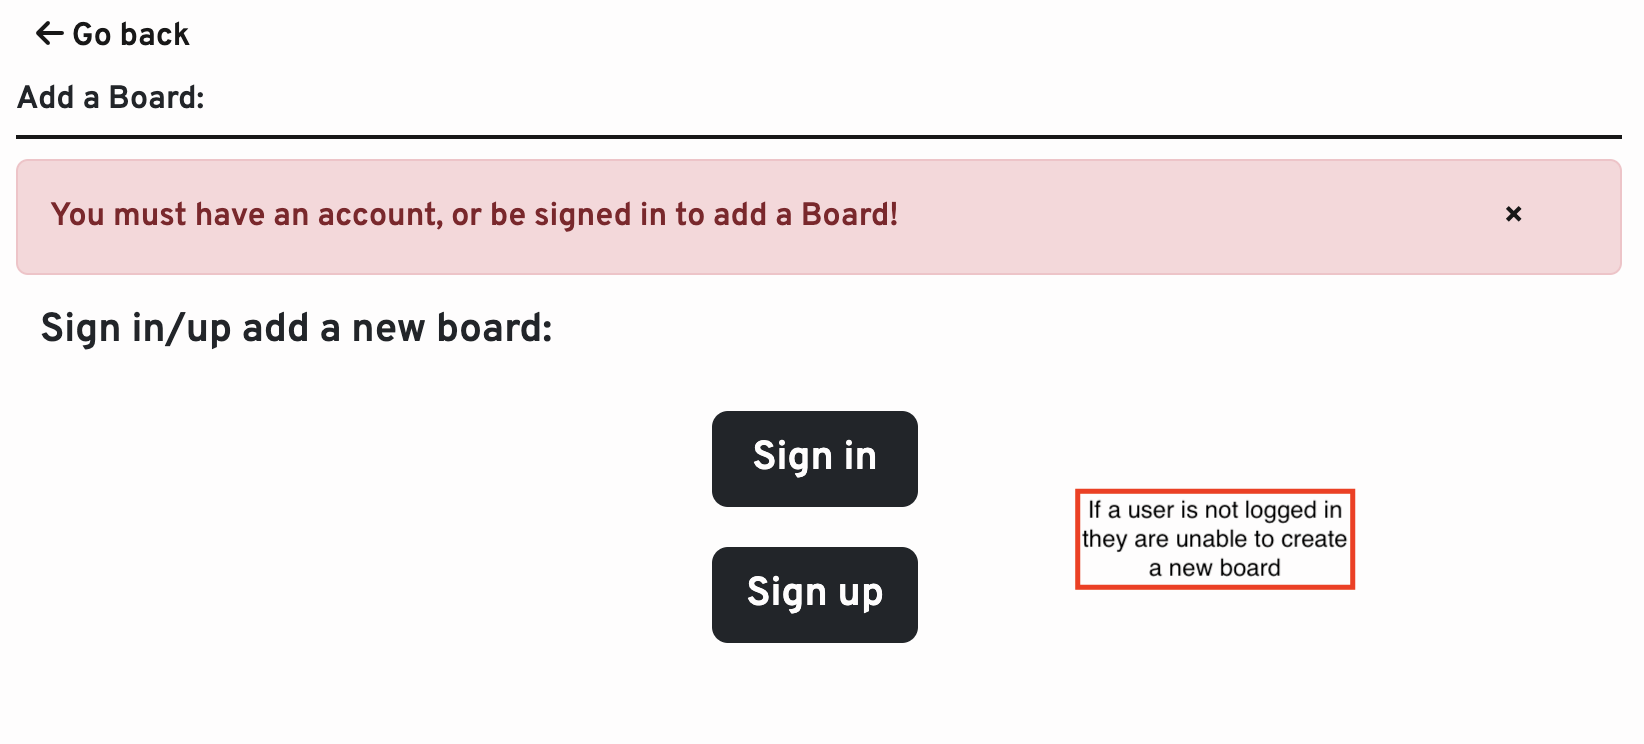 ← Go back
Add a Board:
You must have an account, or be signed in to add a Board! ×
Sign in/up add a new board:
Sign in
If a user is not logged in
they are unable to create
a new board
Sign up